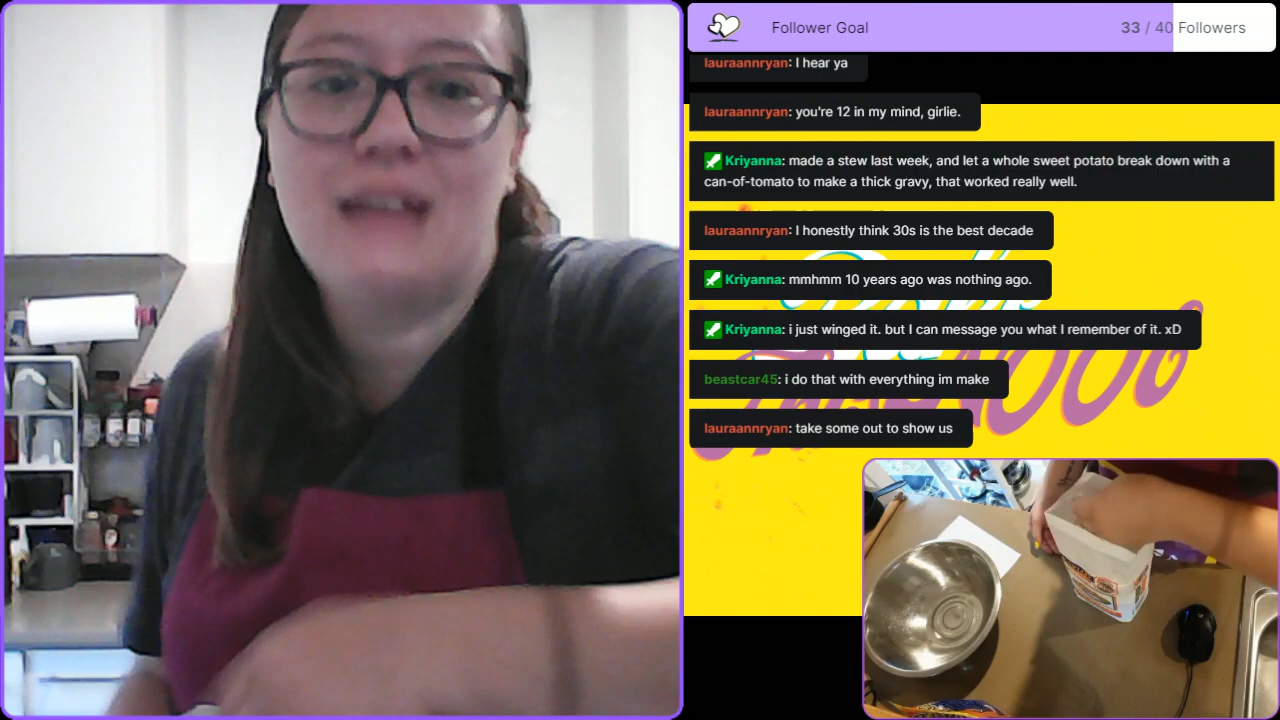 Follower Goal
33 / 40 Followers
lauraannryan: I hear ya
lauraannryan: you're 12 in my mind, girlie.
Kriyanna: made a stew last week, and let a whole sweet potato break down with a
can-of-tomato to make a thick gravy, that worked really well.
lauraannryan: I honestly think 30s is the best decade
Kriyanna: mmhmm 10 years ago was nothing ago.
Kriyanna: i just winged it. but I can message you what I remember of it. xD
beastcar45: i do that with everything im make
lauraannryan: take some out to show us